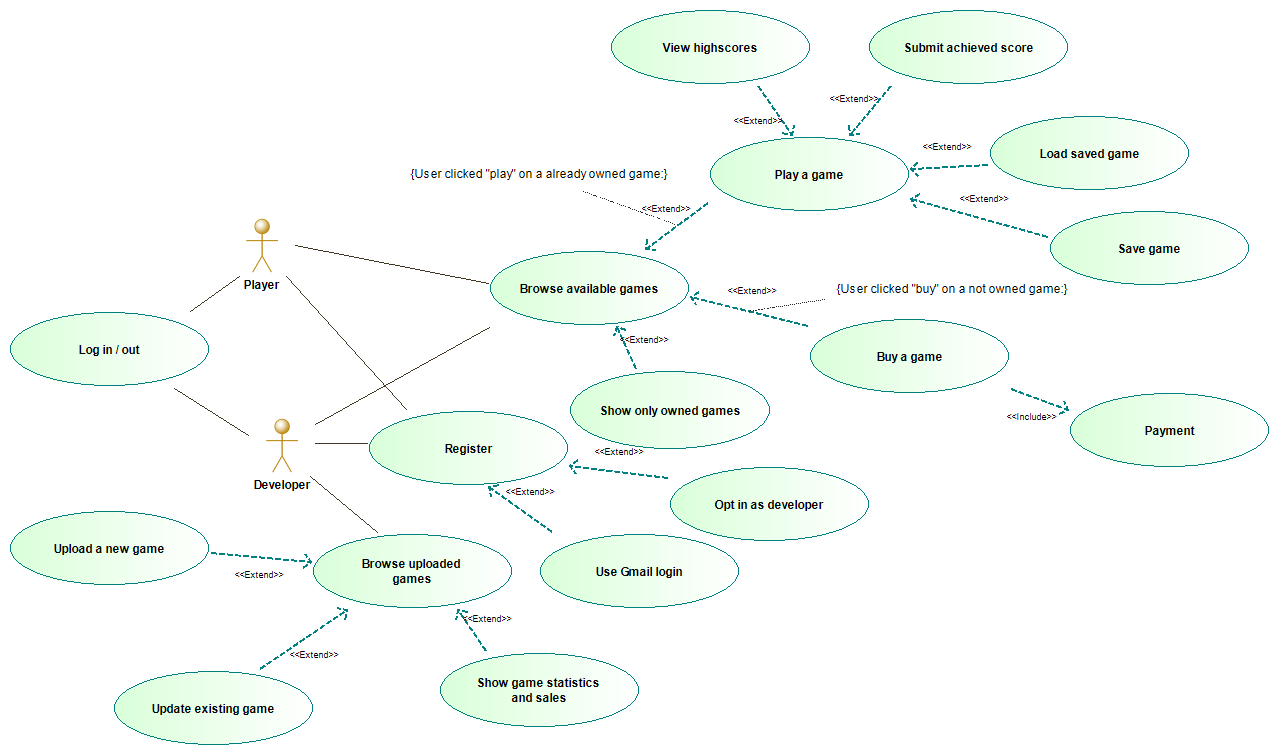 View highscores
Submit achieved score
<<Extend>>
<<Extend>>
Load saved game
<<Extend>>
Play a game
{User clicked "play" on a already owned game:}
<<Extend>>
<<Extend>>
Save game
Player
Browse available games
<<Extend>>
{User clicked "buy" on a not owned game:}
Log in / out
<<Extend>>
Buy a game
Show only owned games
<<Include>>
Payment
Register
<<Extend>>
Developer
<<Extend>>
Opt in as developer
Upload a new game
<<Extend>>
Browse uploaded
games
Use Gmail login
<<Extend>>
<<Extend>>
Show game statistics
and sales
Update existing game